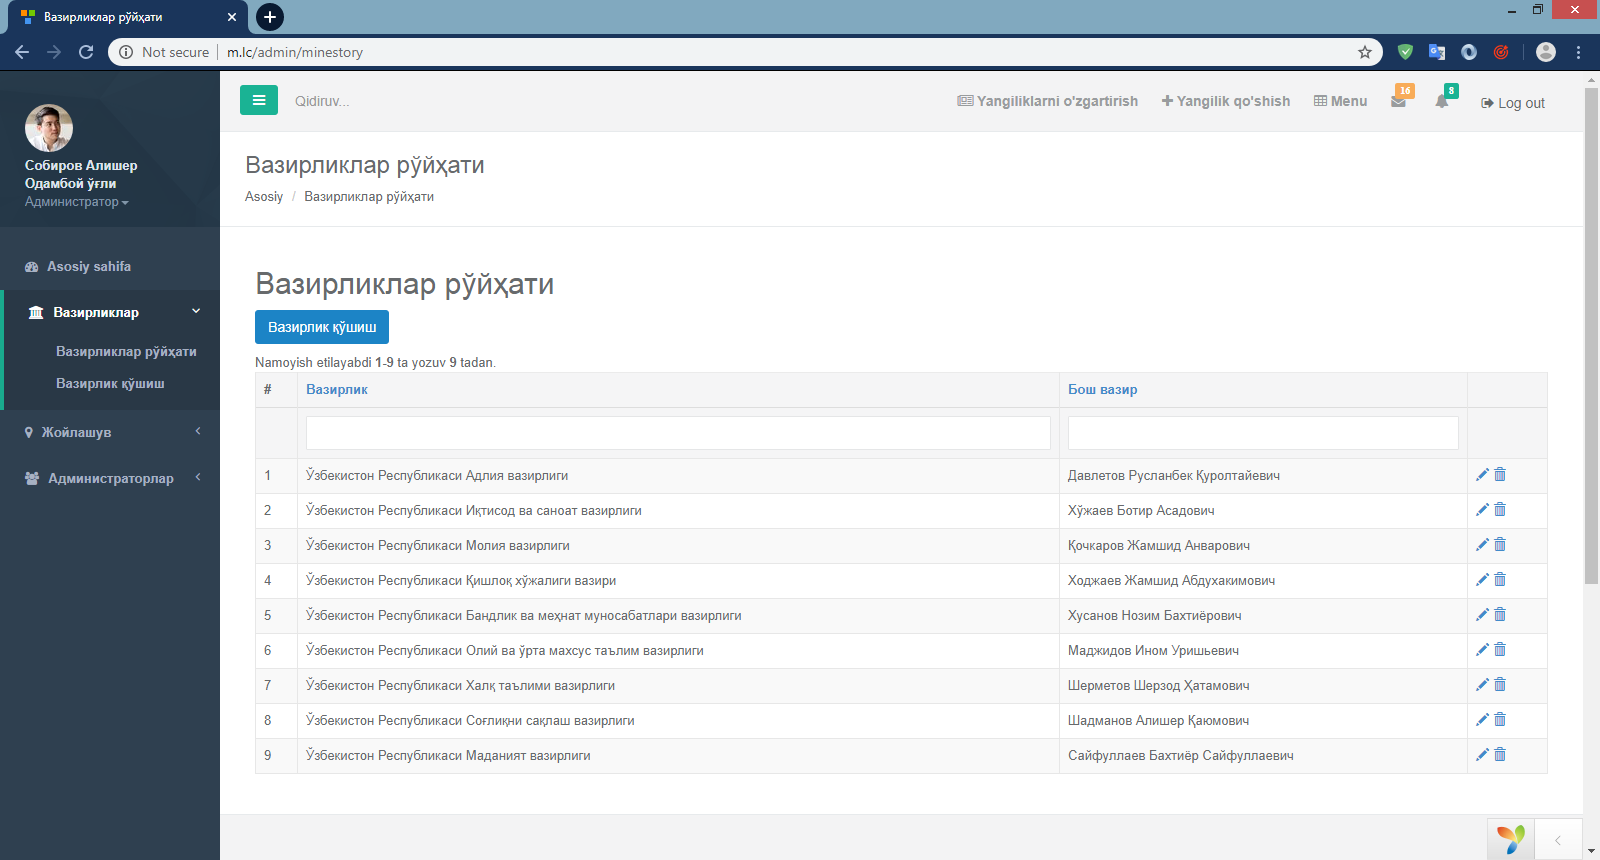 Вазирликлар рўйҳати
Not secure
m.lc/admin/minestory
Qidiruv...
Yangiliklarni o'zgartirish
Yangilik qo'shish
Menu
16
8
Log out
Собиров Алишер
Одамбой ўғли
Администратор
Asosiy sahifa
Вазирликлар
Вазирликлар рўйҳати
Вазирлик қўшиш
Жойлашув
Администраторлар
Вазирликлар рўйҳати
Asosiy / Вазирликлар рўйҳати
Вазирликлар рўйҳати
Вазирлик қўшиш
Namoyish etilayabdi 1-9 ta yozuv 9 tadan.
# Вазирлик Бош вазир
1 Ўзбекистон Республикаси Адлия вазирлиги Давлетов Русланбек Қуролтайевич
2 Ўзбекистон Республикаси Иқтисод ва саноат вазирлиги Хўжаев Ботир Асадович
3 Ўзбекистон Республикаси Молия вазирлиги Қочкаров Жамшид Анварович
4 Ўзбекистон Республикаси Қишлоқ хўжалиги вазири Ходжаев Жамшид Абдухакимович
5 Ўзбекистон Республикаси Бандлик ва меҳнат муносабатлари вазирлиги Хусанов Нозим Бахтиёрович
6 Ўзбекистон Республикаси Олий ва ўрта махсус таълим вазирлиги Маджидов Ином Уришьевич
7 Ўзбекистон Республикаси Халқ таълими вазирлиги Шерметов Шерзод Ҳатамович
8 Ўзбекистон Республикаси Соғлиқни сақлаш вазирлиги Шадманов Алишер Қаюмович
9 Ўзбекистон Республикаси Маданият вазирлиги Сайфуллаев Бахтиёр Сайфуллаевич